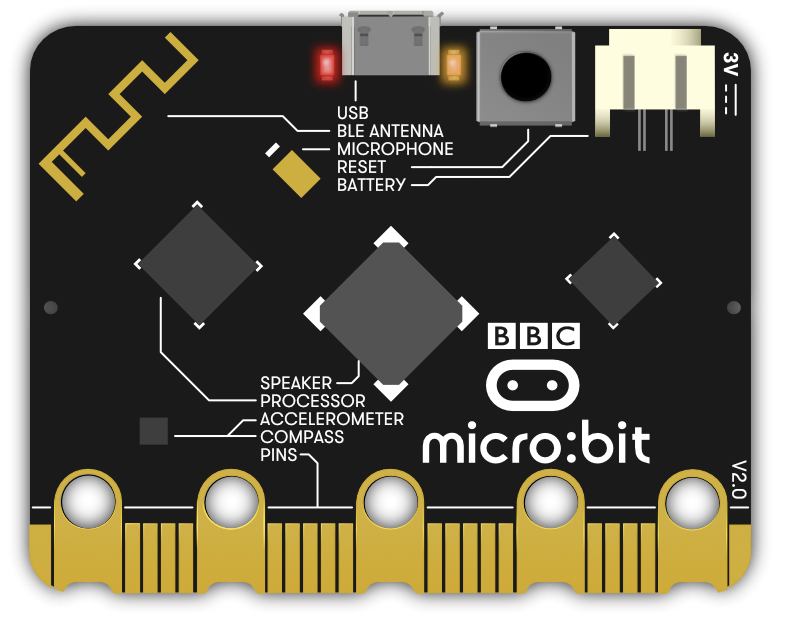 3V
USB
BLE ANTENNA
MICROPHONE
RESET
BATTERY
BBC
SPEAKER
PROCESSOR
ACCELEROMETER
COMPASS
PINS
micro:bit
V2.0